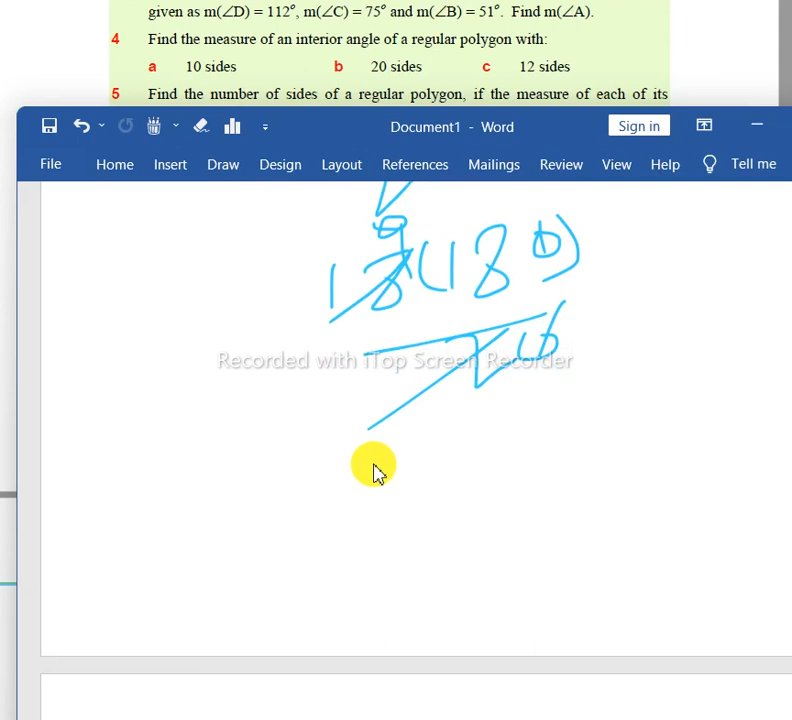 given as m(∠D) = 112°, m(∠C) = 75° and m(∠B) = 51°. Find m(∠A).
4 Find the measure of an interior angle of a regular polygon with:
a 10 sides b 20 sides c 12 sides
5 Find the number of sides of a regular polygon, if the measure of each of its
Document1 - Word Sign in
File Home Insert Draw Design Layout References Mailings Review View Help Tell me
9
18(180)
Recorded with iTop Screen Recorder